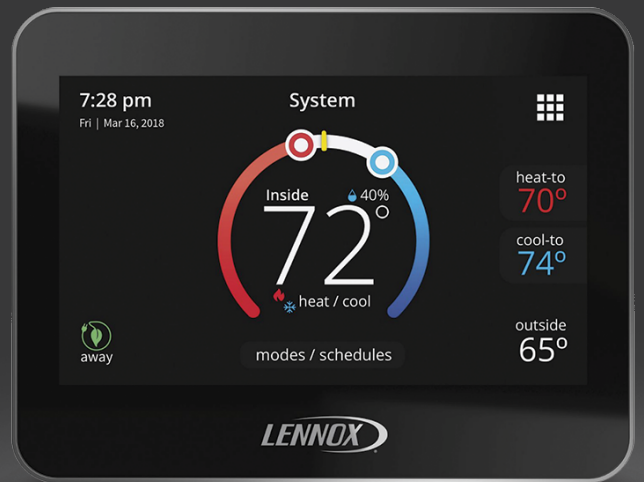 7:28 pm
Fri | Mar 16, 2018
System
Inside
40%
72°
heat / cool
heat-to
70°
cool-to
74°
outside
65°
away
modes / schedules
LENNOX